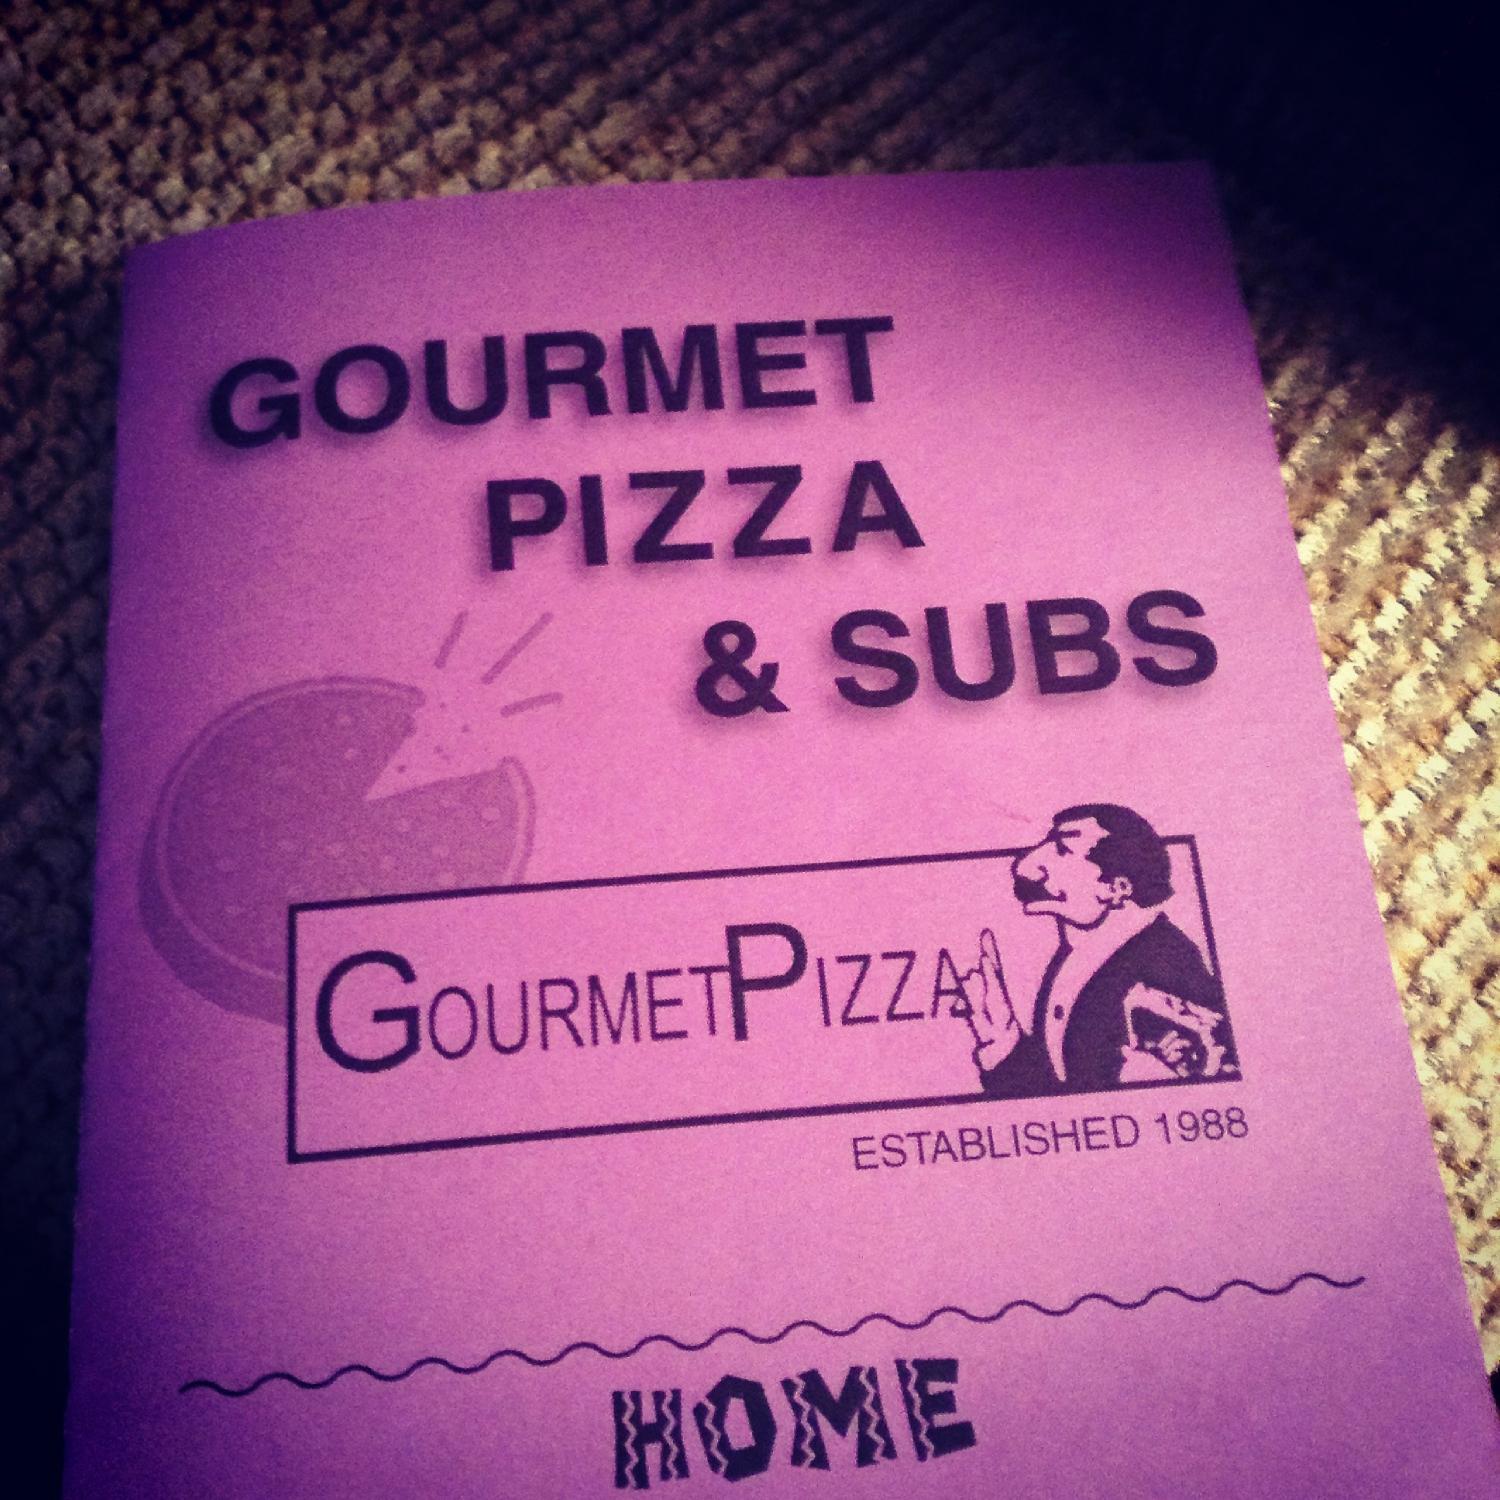 GOURMET
PIZZA
& SUBS
GOURMETPIZZA
ESTABLISHED 1988
HOME